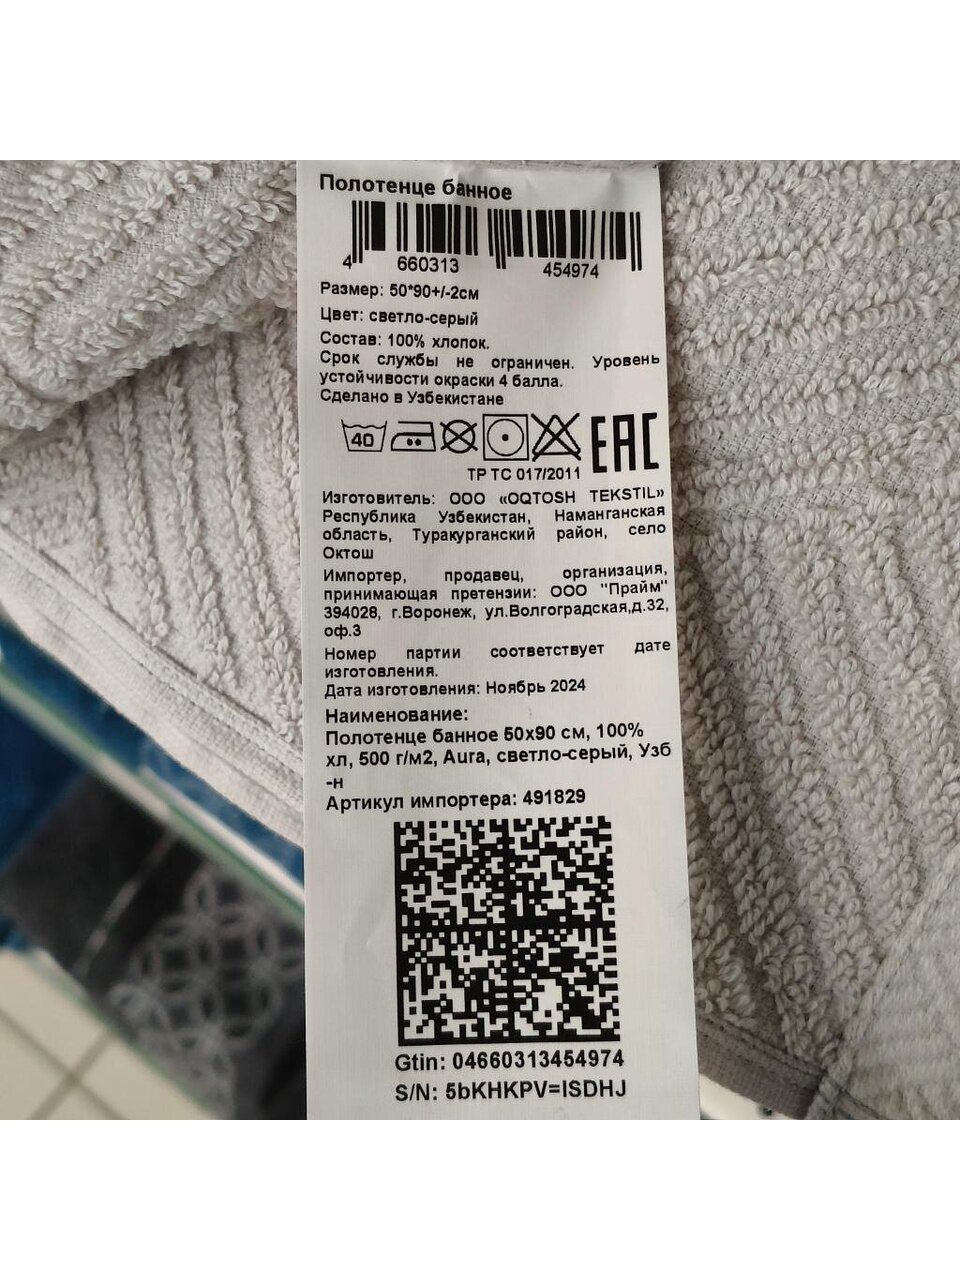 Полотенце банное
4 660313 454974
Размер: 50*90+/-2см
Цвет: светло-серый
Состав: 100% хлопок.
Срок службы не ограничен. Уровень
устойчивости окраски 4 балла.
Сделано в Узбекистане
40
EAC
ТР ТС 017/2011
Изготовитель: ООО «OQTOSH TEKSTIL»
Республика Узбекистан, Наманганская
область, Туракурганский район, село
Октош
Импортер, продавец, организация,
принимающая претензии: ООО "Прайм"
394028, г.Воронеж, ул.Волгоградская,д.32,
оф.3
Номер партии соответствует дате
изготовления.
Дата изготовления: Ноябрь 2024
Наименование:
Полотенце банное 50x90 см, 100%
хл, 500 г/м2, Aura, светло-серый, Узб
-н
Артикул импортера: 491829
Gtin: 04660313454974
S/N: 5bKHKPV=ISDHJ